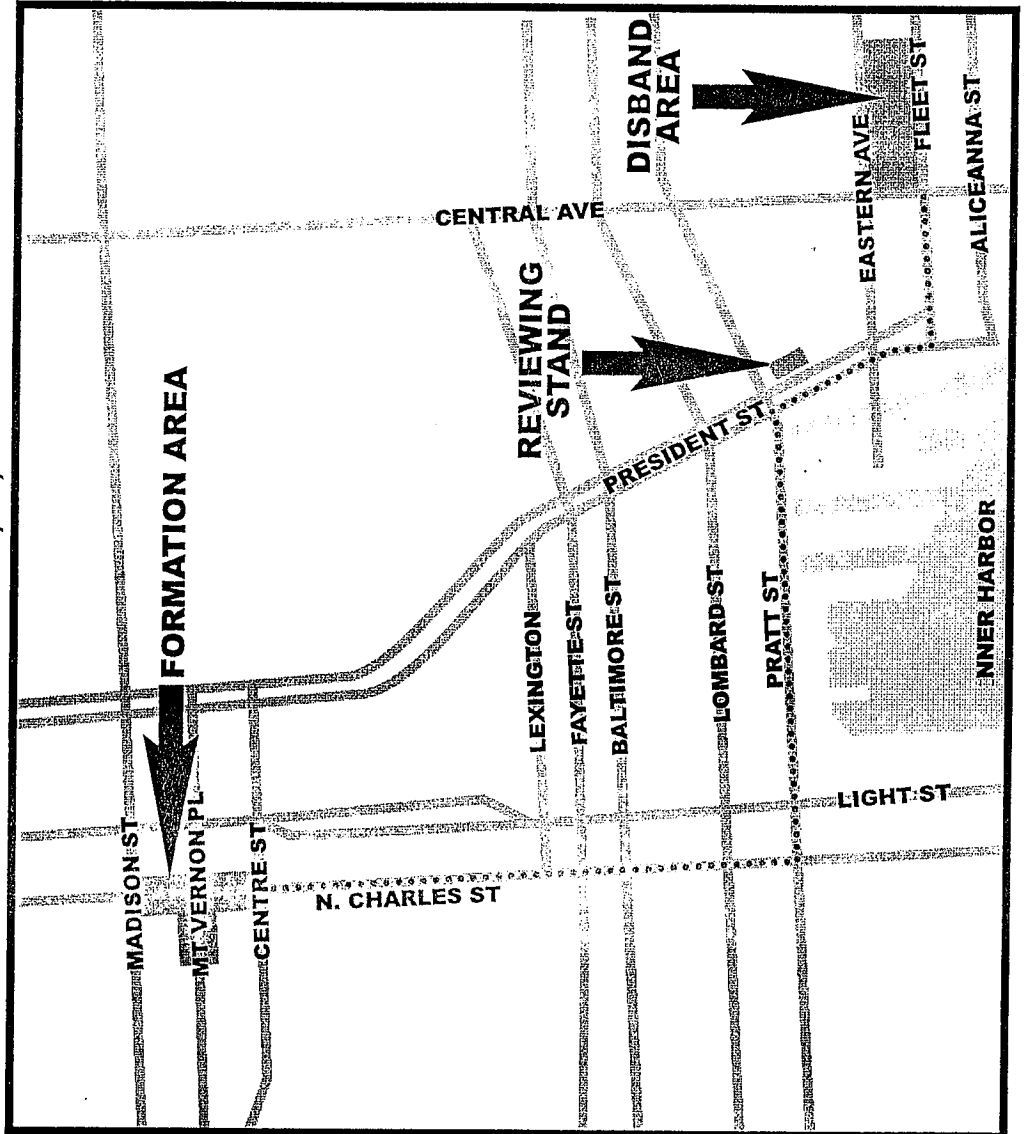 DISBAND
AREA
FLEET ST
EASTERN AVE
ALICEANNA ST
CENTRAL AVE
REVIEWING
STAND
FORMATION AREA
PRESIDENT ST
LEXINGTON
FAYETTE ST
BALTIMORE ST
LOMBARD ST
PRATT ST
NNER HARBOR
LIGHT ST
MADISON ST
MT VERNON PL
CENTRE ST
N. CHARLES ST